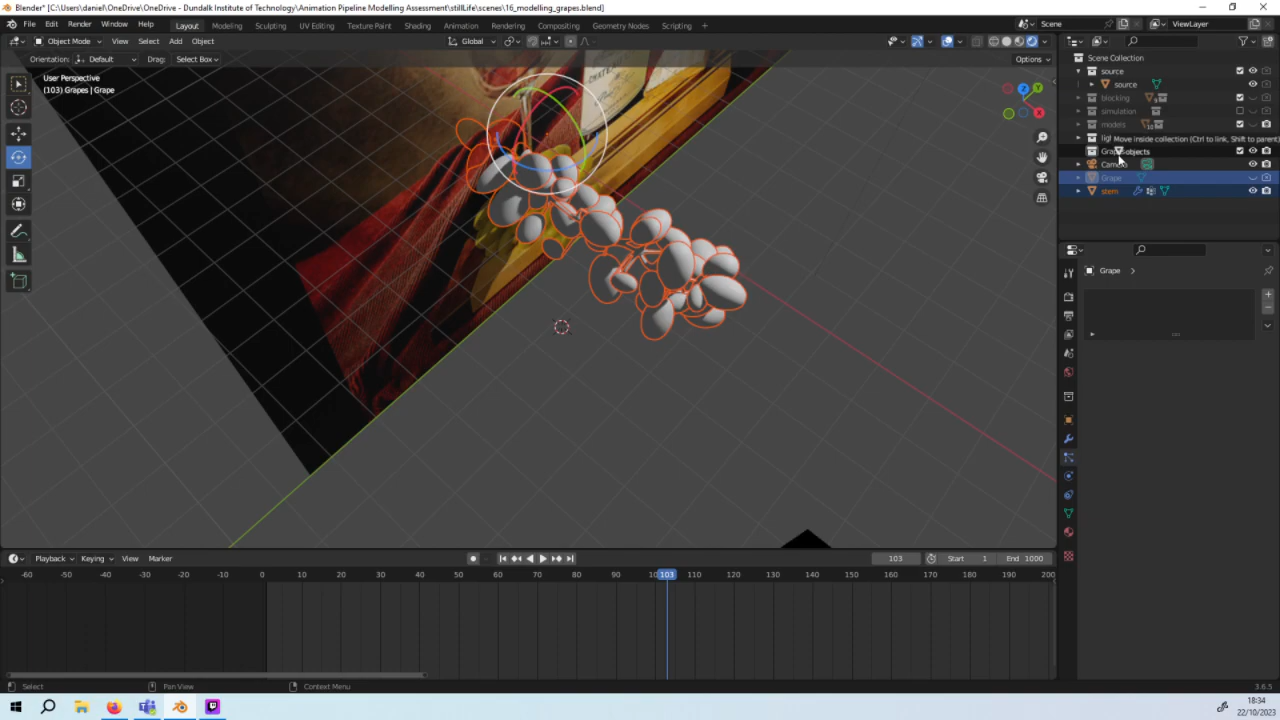 Blender* [C:\Users\daniel\OneDrive\OneDrive - Dundalk Institute of Technology\Animation Pipeline Modelling Assessment\stillLife\scenes\16_modelling_grapes.blend]
File Edit Render Window Help Layout Modeling Sculpting UV Editing Texture Paint Shading Animation Rendering Compositing Geometry Nodes Scripting + Scene ViewLayer
Object Mode View Select Add Object Global
Orientation: Default Drag: Select Box Options
User Perspective
(103) Grapes | Grape
Z Y
X
Scene Collection
source
source
blocking
simulation
models
Move inside collection (Ctrl to link, Shift to parent)
objects
Grape
stem
Grape
Playback Keying View Marker 103 Start 1 End 1000
-60 -50 -40 -30 -20 -10 0 10 20 30 40 50 60 70 80 90 103 110 120 130 140 150 160 170 180 190 200
Select Pan View Context Menu 3.6.5
18:34
22/10/2023